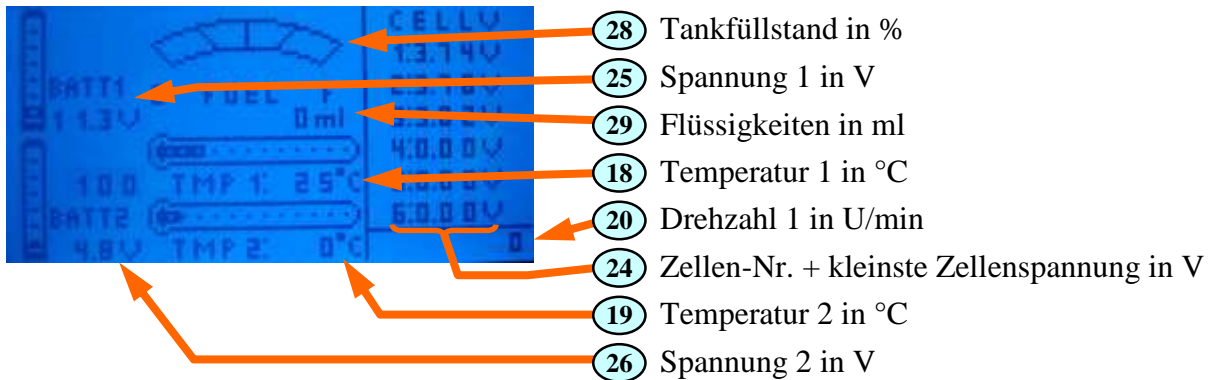 CELLV
1:3.74V
BATT1
FUEL F
11.3V
0ml
4:0.00V
100 TMP 1: 25°C
BATT2
6:0.00V
0
4.8V TMP 2: 0°C
28 Tankfüllstand in %
25 Spannung 1 in V
29 Flüssigkeiten in ml
18 Temperatur 1 in °C
20 Drehzahl 1 in U/min
24 Zellen-Nr. + kleinste Zellenspannung in V
19 Temperatur 2 in °C
26 Spannung 2 in V